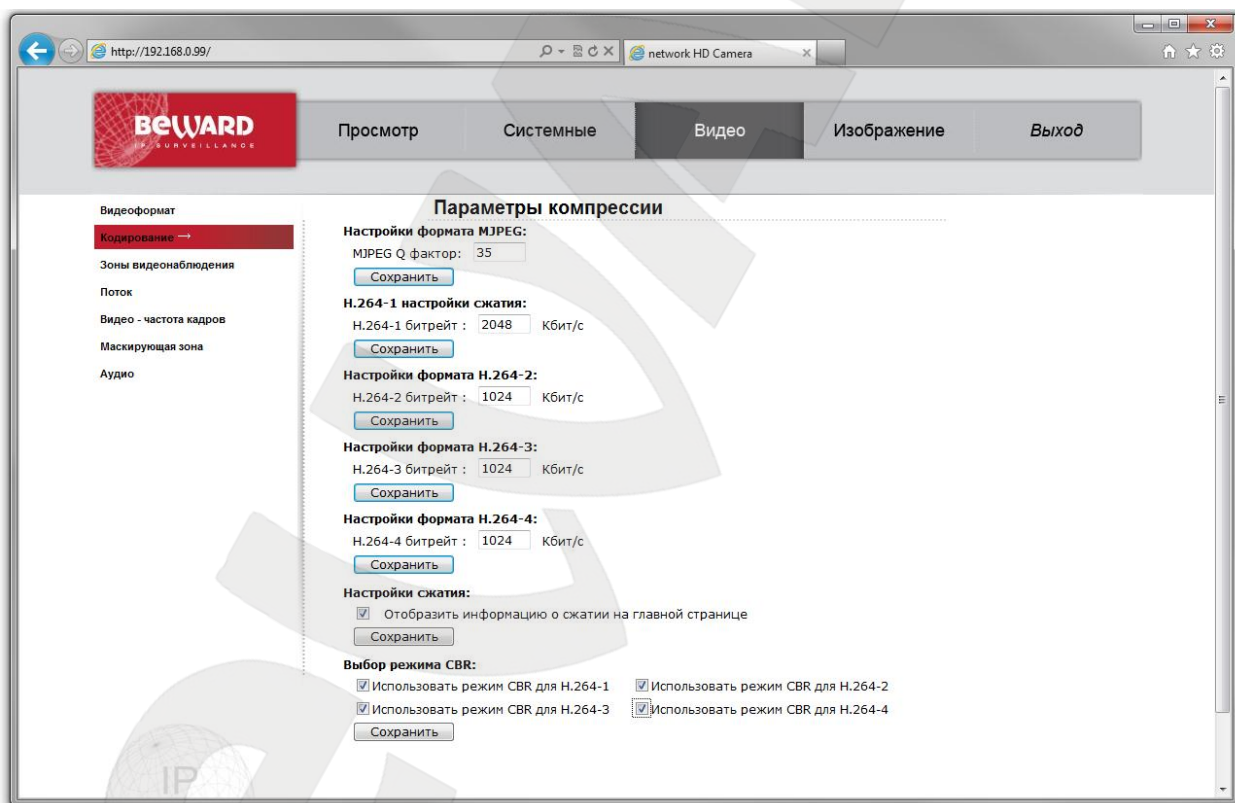 http://192.168.0.99/
network HD Camera
BEWARD
IP SURVEILLANCE
Просмотр
Системные
Видео
Изображение
Выход
Видеоформат
Кодирование →
Зоны видеонаблюдения
Поток
Видео - частота кадров
Маскирующая зона
Аудио
Параметры компрессии
Настройки формата MJPEG:
MJPEG Q фактор: 35
Сохранить
H.264-1 настройки сжатия:
H.264-1 битрейт : 2048 Кбит/с
Сохранить
Настройки формата H.264-2:
H.264-2 битрейт : 1024 Кбит/с
Сохранить
Настройки формата H.264-3:
H.264-3 битрейт : 1024 Кбит/с
Сохранить
Настройки формата H.264-4:
H.264-4 битрейт : 1024 Кбит/с
Сохранить
Настройки сжатия:
Отобразить информацию о сжатии на главной странице
Сохранить
Выбор режима CBR:
Использовать режим CBR для H.264-1 Использовать режим CBR для H.264-2
Использовать режим CBR для H.264-3 Использовать режим CBR для H.264-4
Сохранить
IP